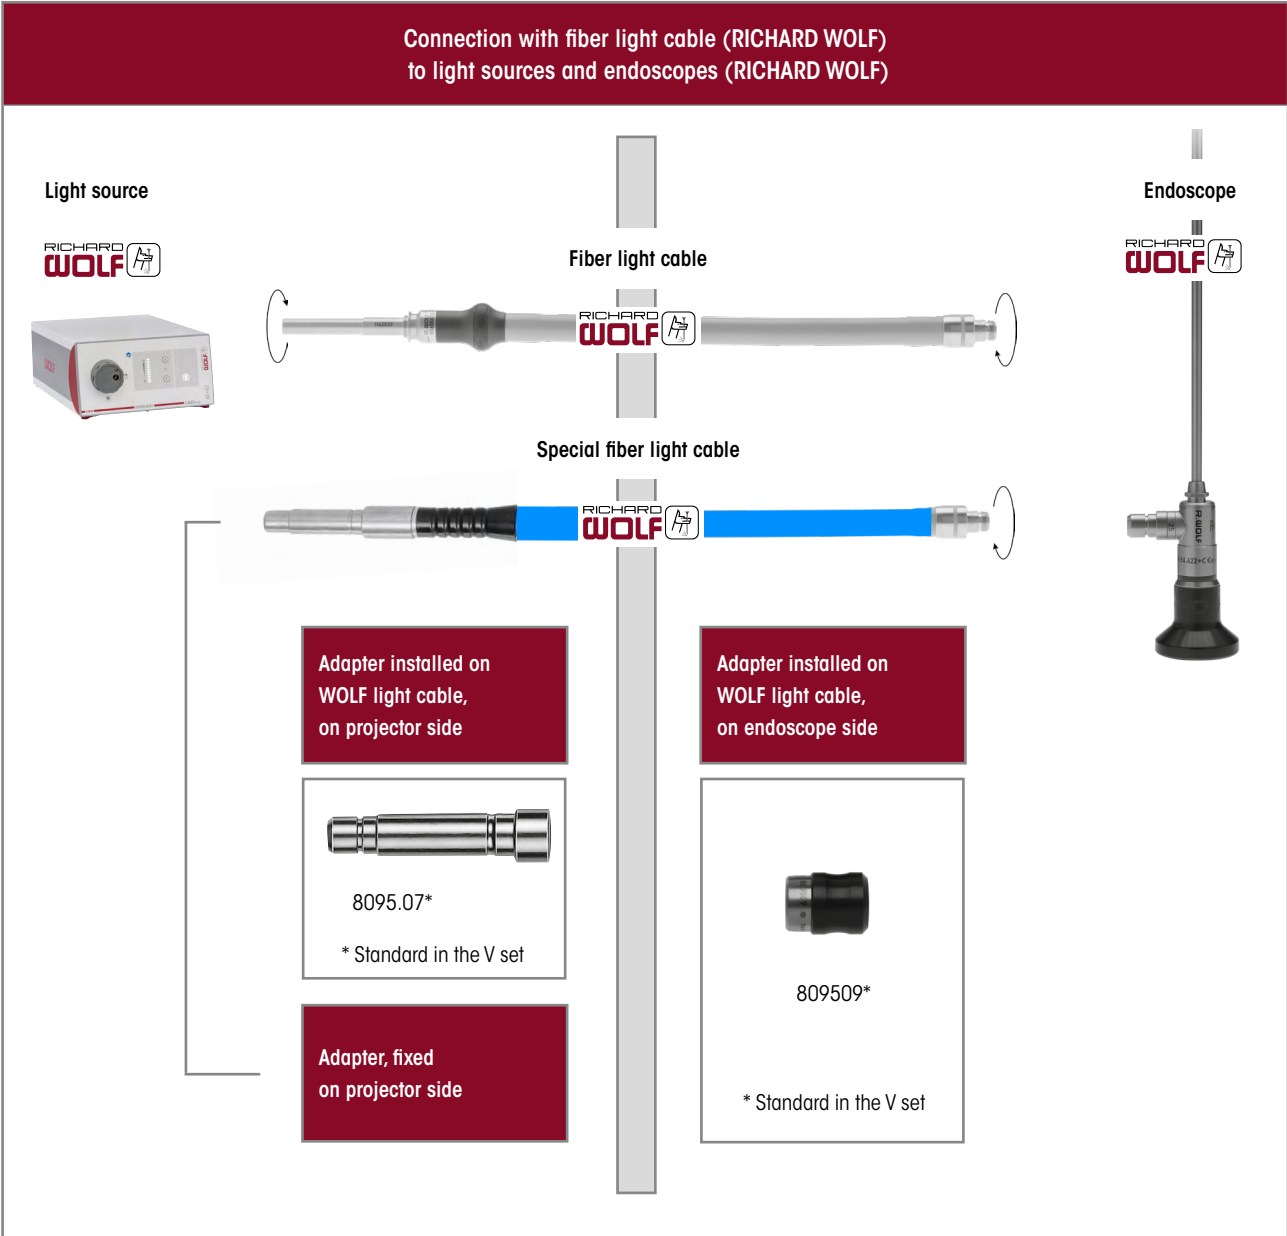 Connection with fiber light cable (RICHARD WOLF)
to light sources and endoscopes (RICHARD WOLF)
Light source
Endoscope
RICHARD
WOLF
RICHARD
WOLF
Fiber light cable
RICHARD
WOLF
Special fiber light cable
RICHARD
WOLF
R.WOLF
Adapter installed on
WOLF light cable,
on projector side
Adapter installed on
WOLF light cable,
on endoscope side
8095.07*
* Standard in the V set
809509*
Adapter, fixed
on projector side
* Standard in the V set